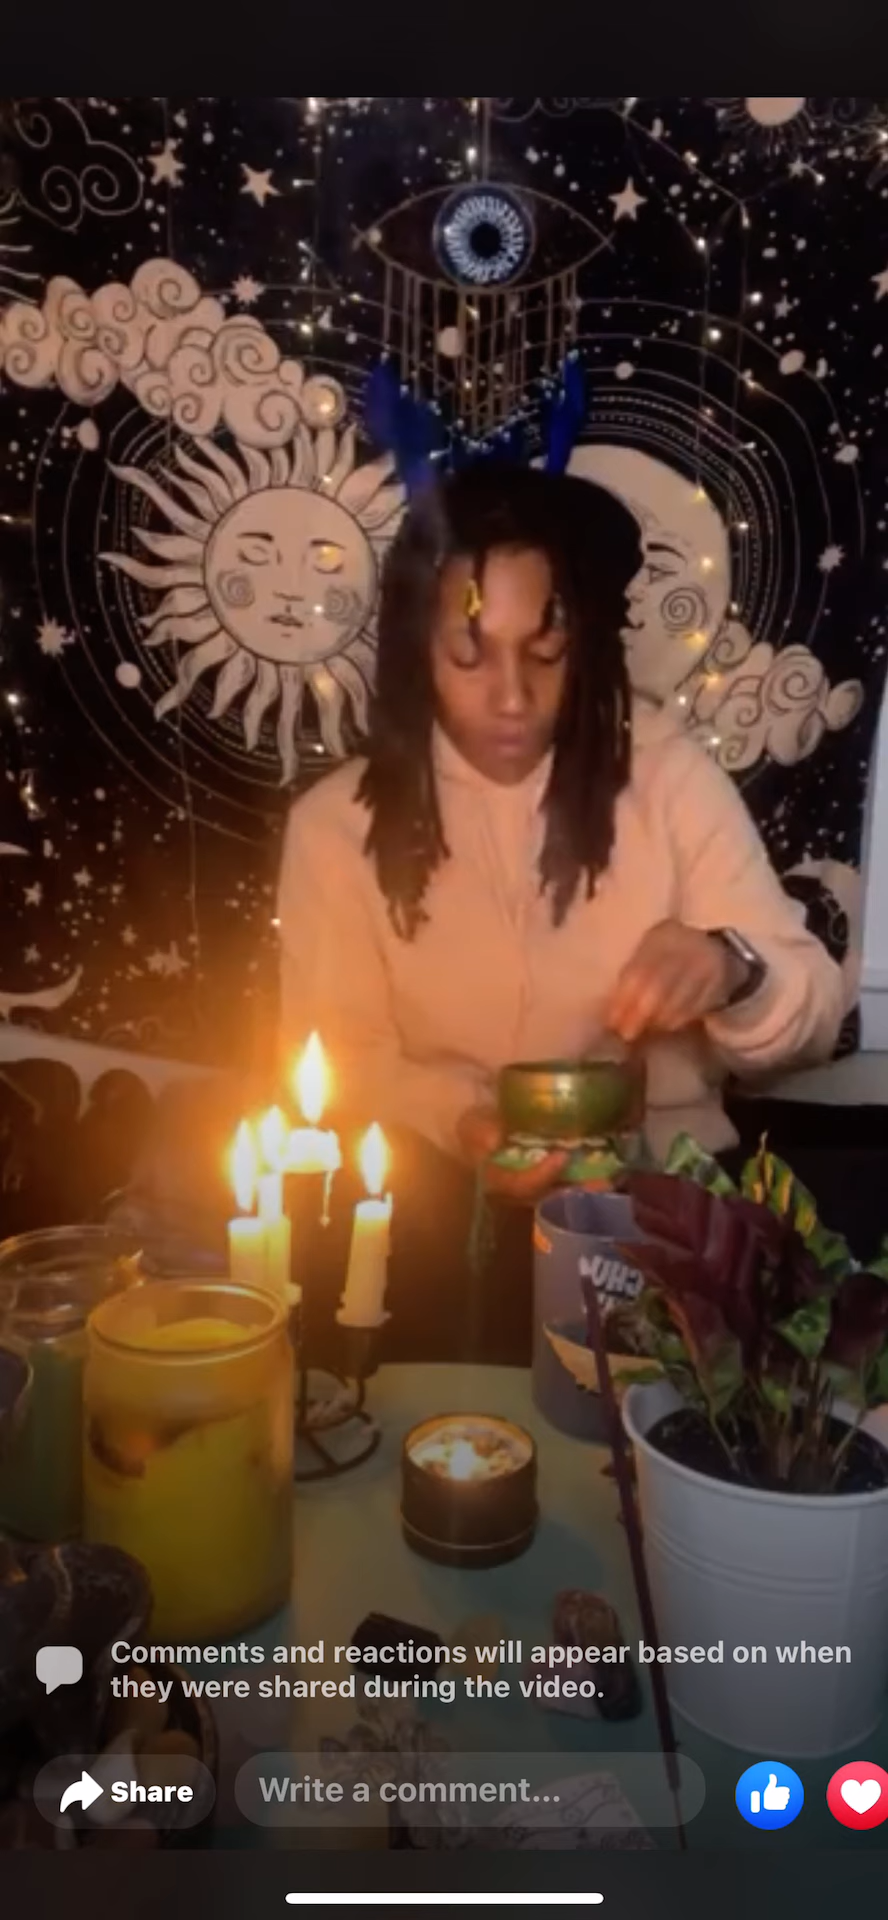 Comments and reactions will appear based on when
they were shared during the video.
Share
Write a comment...